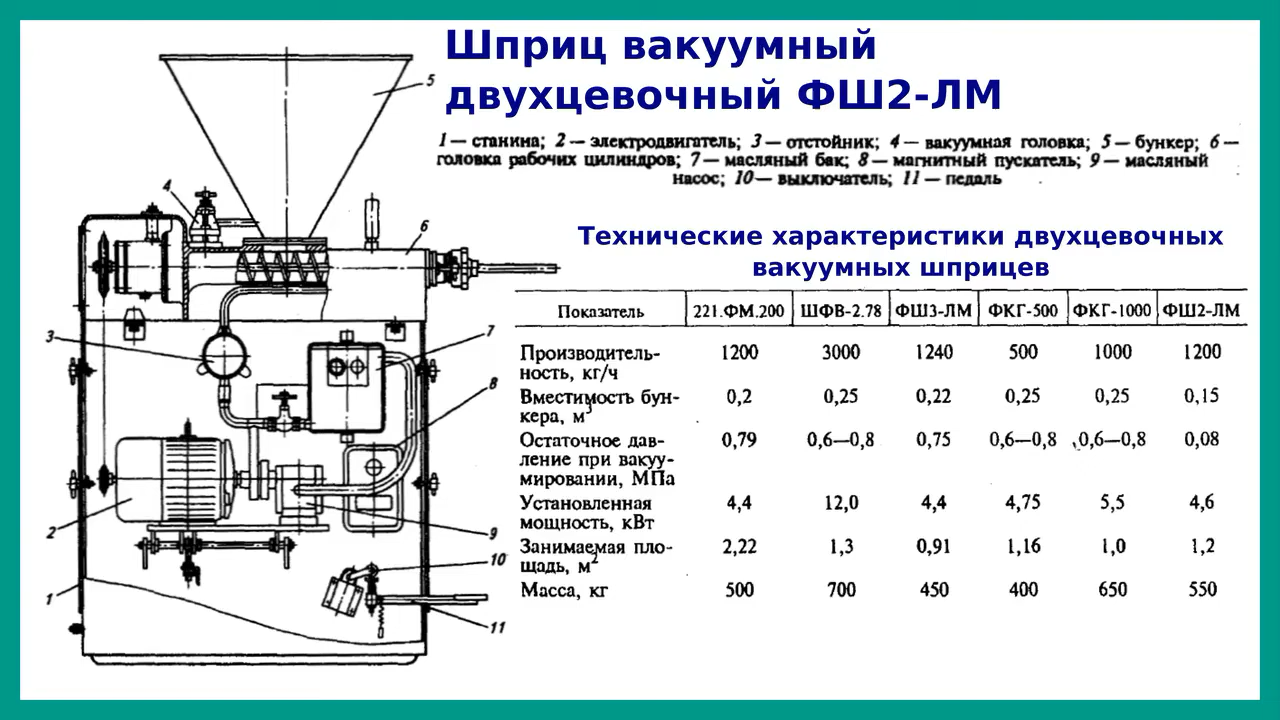 Шприц вакуумный
двухцевочный ФШ2-ЛМ
1 — станина; 2 — электродвигатель; 3 — отстойник; 4 — вакуумная головка; 5 — бункер; 6 —
головка рабочих цилиндров; 7 — масляный бак; 8 — магнитный пускатель; 9 — масляный
насос; 10 — выключатель; 11 — педаль
Технические характеристики двухцевочных
вакуумных шприцев
Показатель 221.ФМ.200 ШФВ-2.78 ФШЗ-ЛМ ФКГ-500 ФКГ-1000 ФШ2-ЛМ
Производитель- 1200 3000 1240 500 1000 1200
ность, кг/ч
Вместимость бун- 0,2 0,25 0,22 0,25 0,25 0,15
кера, м³
Остаточное дав- 0,79 0,6—0,8 0,75 0,6—0,8 0,6—0,8 0,08
ление при вакуу-
мировании, МПа
Установленная 4,4 12,0 4,4 4,75 5,5 4,6
мощность, кВт
Занимаемая пло- 2,22 1,3 0,91 1,16 1,0 1,2
щадь, м²
Масса, кг 500 700 450 400 650 550
5
4
6
3
7
8
2
9
10
1
11